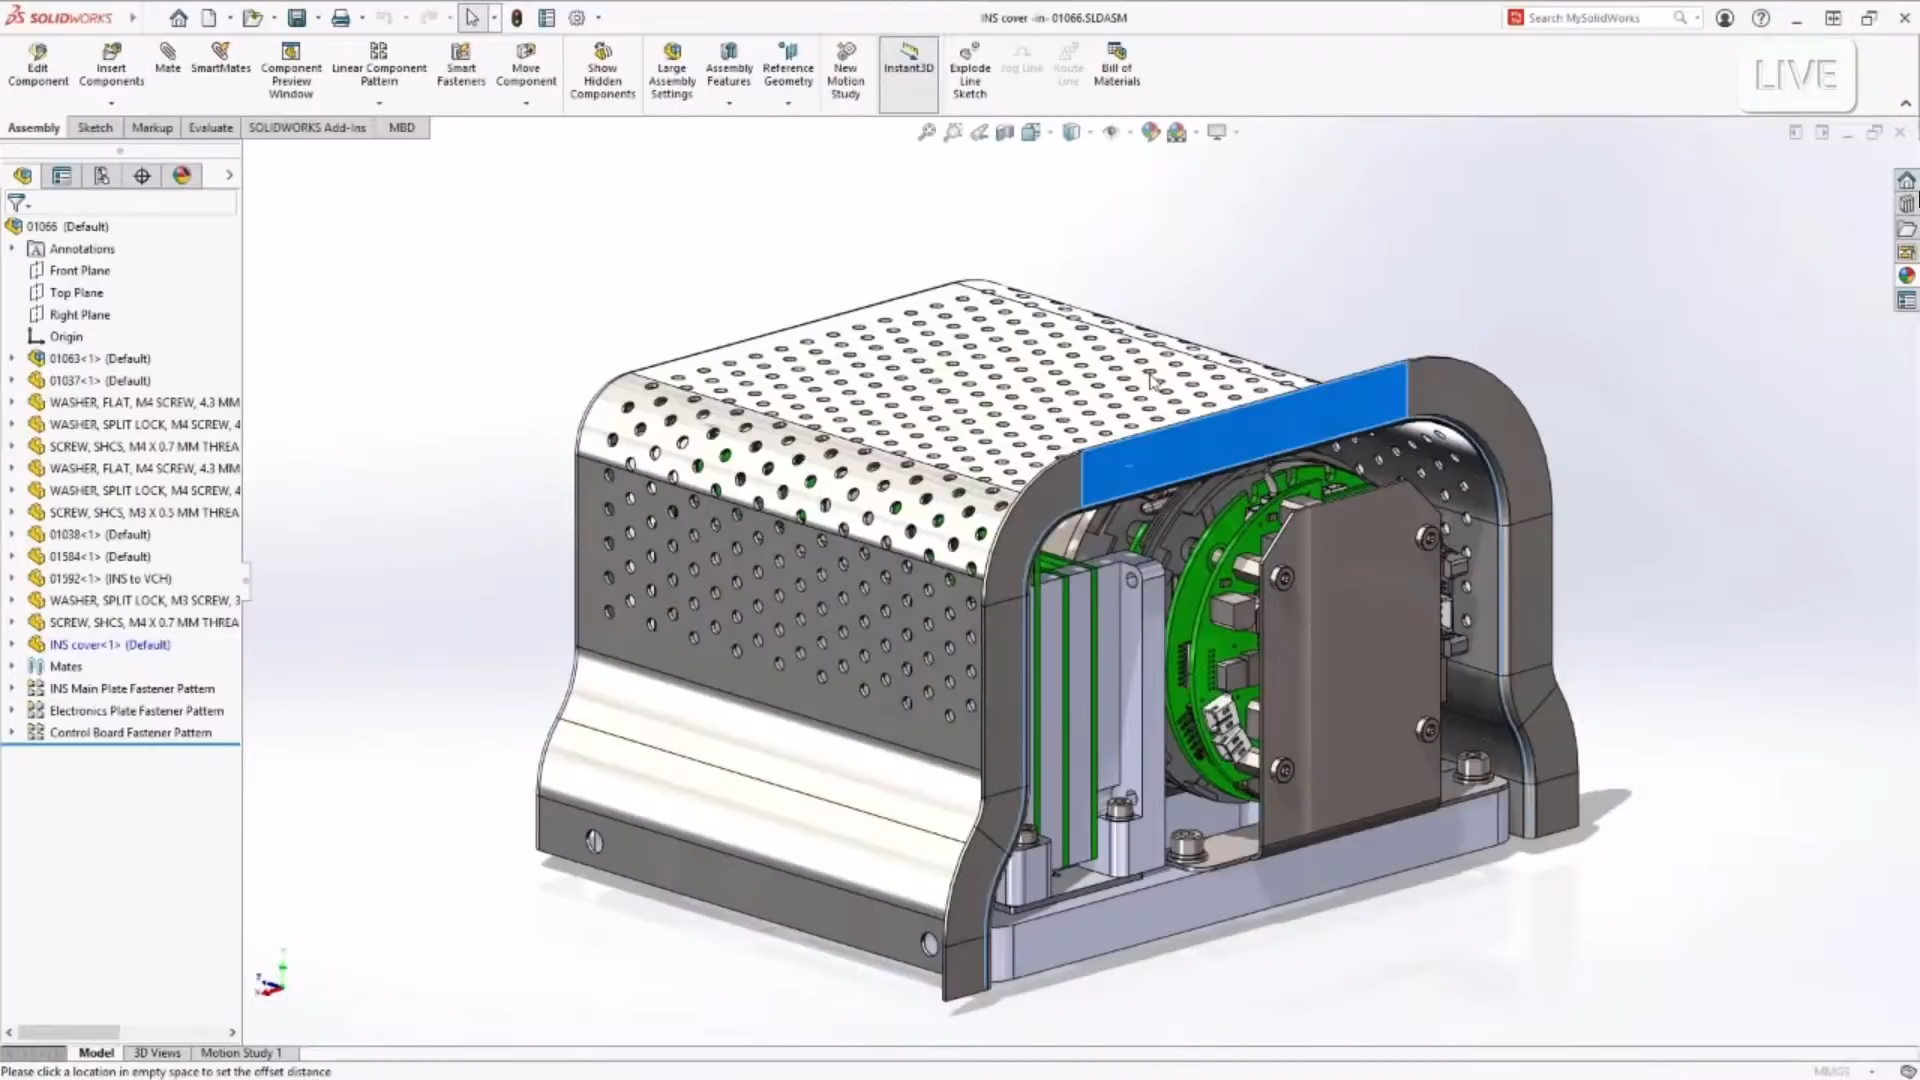 SOLIDWORKS
INS cover -in- 01066.SLDASM
Search MySolidWorks
Edit Component
Insert Components
Mate
SmartMates
Component Preview Window
Linear Component Pattern
Smart Fasteners
Move Component
Show Hidden Components
Large Assembly Settings
Assembly Features
Reference Geometry
New Motion Study
Instant3D
Explode Line Sketch
Jog Line
Route Line
Bill of Materials
LIVE
Assembly
Sketch
Markup
Evaluate
SOLIDWORKS Add-Ins
MBD
01066 (Default)
Annotations
Front Plane
Top Plane
Right Plane
Origin
01063<1> (Default)
01037<1> (Default)
WASHER, FLAT, M4 SCREW, 4.3 MM
WASHER, SPLIT LOCK, M4 SCREW, 4
SCREW, SHCS, M4 X 0.7 MM THREA
WASHER, FLAT, M4 SCREW, 4.3 MM
WASHER, SPLIT LOCK, M4 SCREW, 4
SCREW, SHCS, M3 X 0.5 MM THREA
01038<1> (Default)
01584<1> (Default)
01592<1> (INS to VCH)
WASHER, SPLIT LOCK, M3 SCREW, 3
SCREW, SHCS, M4 X 0.7 MM THREA
INS cover<1> (Default)
Mates
INS Main Plate Fastener Pattern
Electronics Plate Fastener Pattern
Control Board Fastener Pattern
Model
3D Views
Motion Study 1
Please click a location in empty space to set the offset distance
MMGS